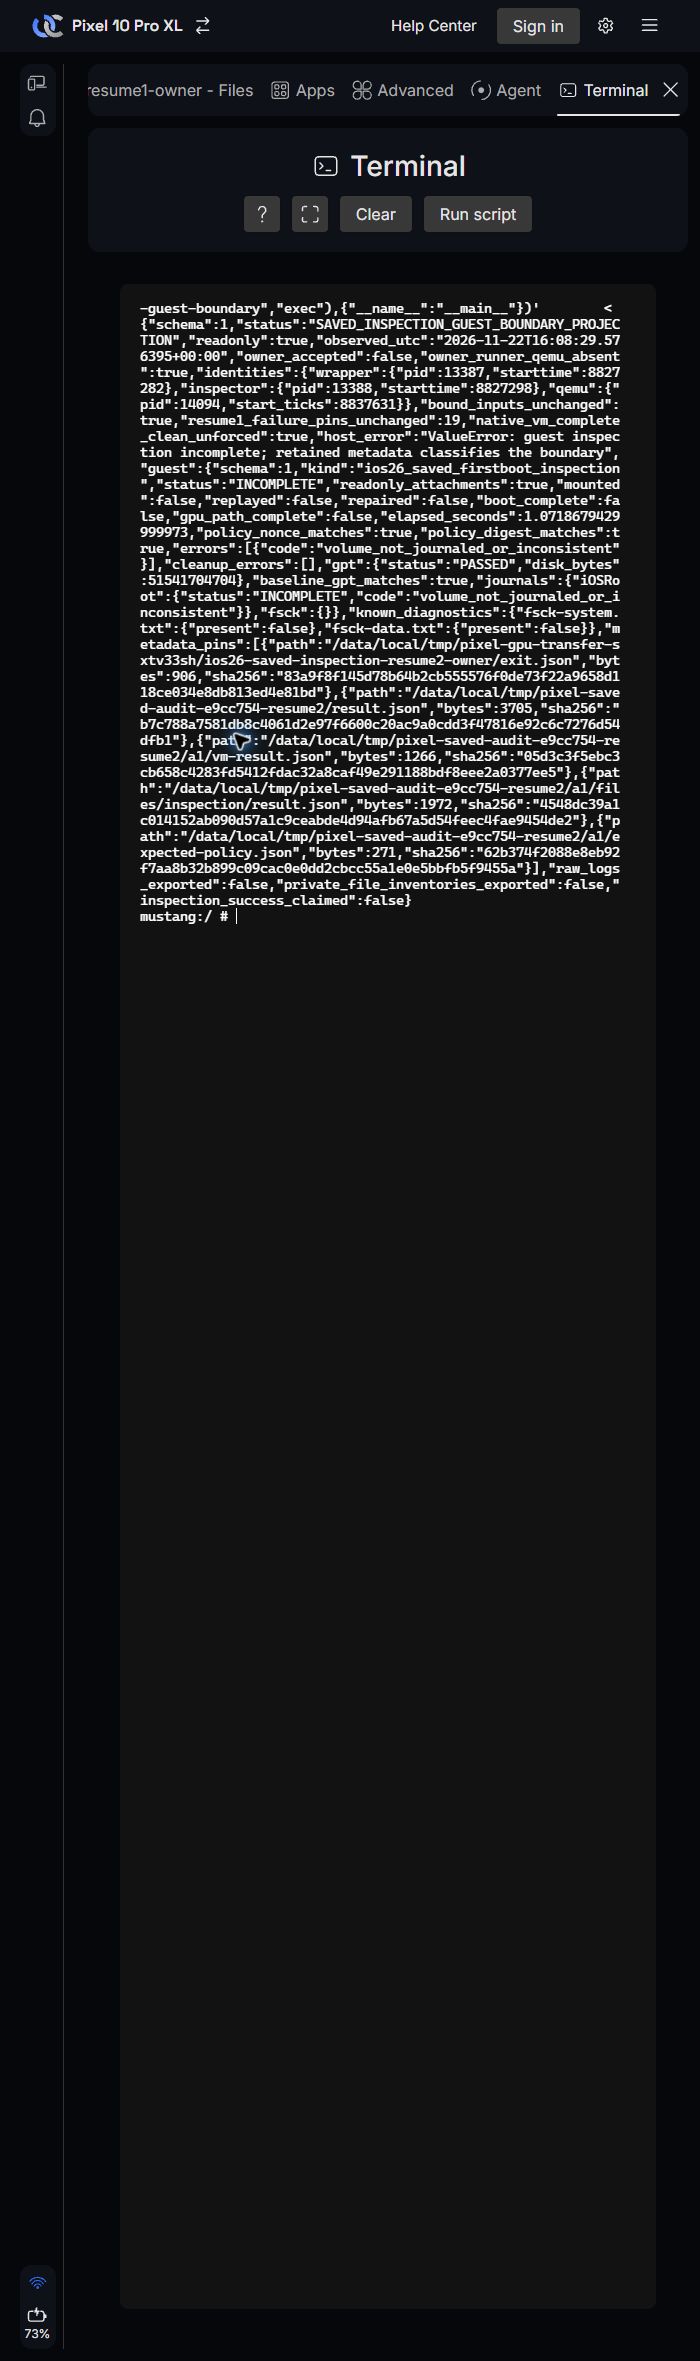 Pixel 10 Pro XL
Help Center
Sign in
resume1-owner - Files
Apps
Advanced
Agent
Terminal
Terminal
?
Clear
Run script
-guest-boundary","exec"),{"__name__":"__main__"})' <
{"schema":1,"status":"SAVED_INSPECTION_GUEST_BOUNDARY_PROJEC
TION","readonly":true,"observed_utc":"2026-11-22T16:08:29.57
6395+00:00","owner_accepted":false,"owner_runner_qemu_absent
":true,"identities":{"wrapper":{"pid":13387,"starttime":8827
282},"inspector":{"pid":13388,"starttime":8827298},"qemu":{"
pid":14094,"start_ticks":8837631}},"bound_inputs_unchanged":
true,"resume1_failure_pins_unchanged":19,"native_vm_complete
_clean_unforced":true,"host_error":"ValueError: guest inspec
tion incomplete; retained metadata classifies the boundary",
"guest":{"schema":1,"kind":"ios26_saved_firstboot_inspection
","status":"INCOMPLETE","readonly_attachments":true,"mounted
":false,"replayed":false,"repaired":false,"boot_complete":fa
lse,"gpu_path_complete":false,"elapsed_seconds":1.0718679429
999973,"policy_nonce_matches":true,"policy_digest_matches":t
rue,"errors":[{"code":"volume_not_journaled_or_inconsistent"
}],"cleanup_errors":[],"gpt":{"status":"PASSED","disk_bytes"
:51541704704},"baseline_gpt_matches":true,"journals":{"iOSRo
ot":{"status":"INCOMPLETE","code":"volume_not_journaled_or_i
nconsistent"}},"fsck":{}},"known_diagnostics":{"fsck-system.
txt":{"present":false},"fsck-data.txt":{"present":false}},"m
etadata_pins":[{"path":"/data/local/tmp/pixel-gpu-transfer-s
xtv33sh/ios26-saved-inspection-resume2-owner/exit.json","byt
es":906,"sha256":"83a9f8f145d78b64b2cb555576f0de73f22a9658d1
18ce034e8db813ed4e81bd"},{"path":"/data/local/tmp/pixel-save
d-audit-e9cc754-resume2/result.json","bytes":3705,"sha256":"
b7c788a7581db8c4061d2e97f6600c20ac9a0cdd3f47816e92c6c7276d54
dfb1"},{"path":"/data/local/tmp/pixel-saved-audit-e9cc754-re
sume2/a1/vm-result.json","bytes":1266,"sha256":"05d3c3f5ebc3
cb658c4283fd5412fdac32a8caf49e291188bdf8eee2a0377ee5"},{"pat
h":"/data/local/tmp/pixel-saved-audit-e9cc754-resume2/a1/fil
es/inspection/result.json","bytes":1972,"sha256":"4548dc39a1
c014152ab090d57a1c9ceabde4d94afb67a5d54feec4fae9454de2"},{"p
ath":"/data/local/tmp/pixel-saved-audit-e9cc754-resume2/a1/e
xpected-policy.json","bytes":271,"sha256":"62b374f2088e8eb92
f7aa8b32b899c09cac0e0dd2cbcc55a1e0e5bbfb5f9455a"}],"raw_logs
_exported":false,"private_file_inventories_exported":false,"
inspection_success_claimed":false}
mustang:/ #
73%